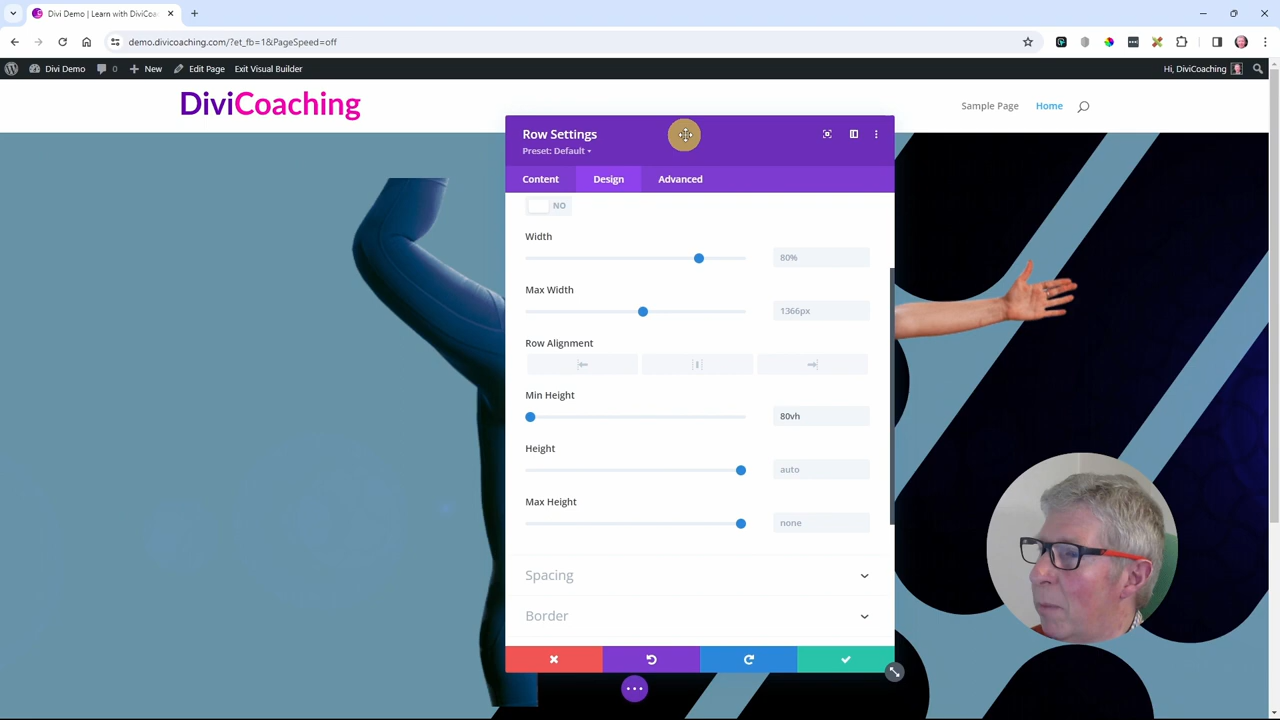 Divi Demo | Learn with DiviCoa
demo.divicoaching.com/?et_fb=1&PageSpeed=off
Divi Demo 0 New Edit Page Exit Visual Builder Hi, DiviCoaching
DiviCoaching
Sample Page Home
Row Settings
Preset: Default
Content Design Advanced
NO
Width
80%
Max Width
1366px
Row Alignment
Min Height
80vh
Height
auto
Max Height
none
Spacing
Border